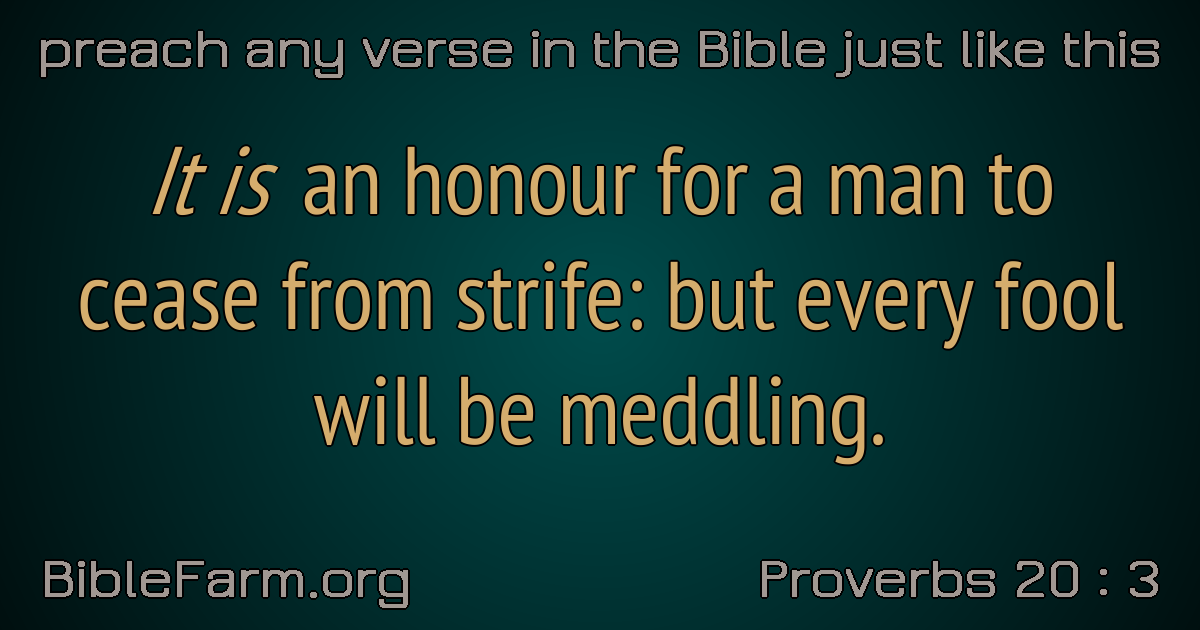 preach any verse in the Bible just like this
It is an honour for a man to
cease from strife: but every fool
will be meddling.
BibleFarm.org
Proverbs 20 : 3